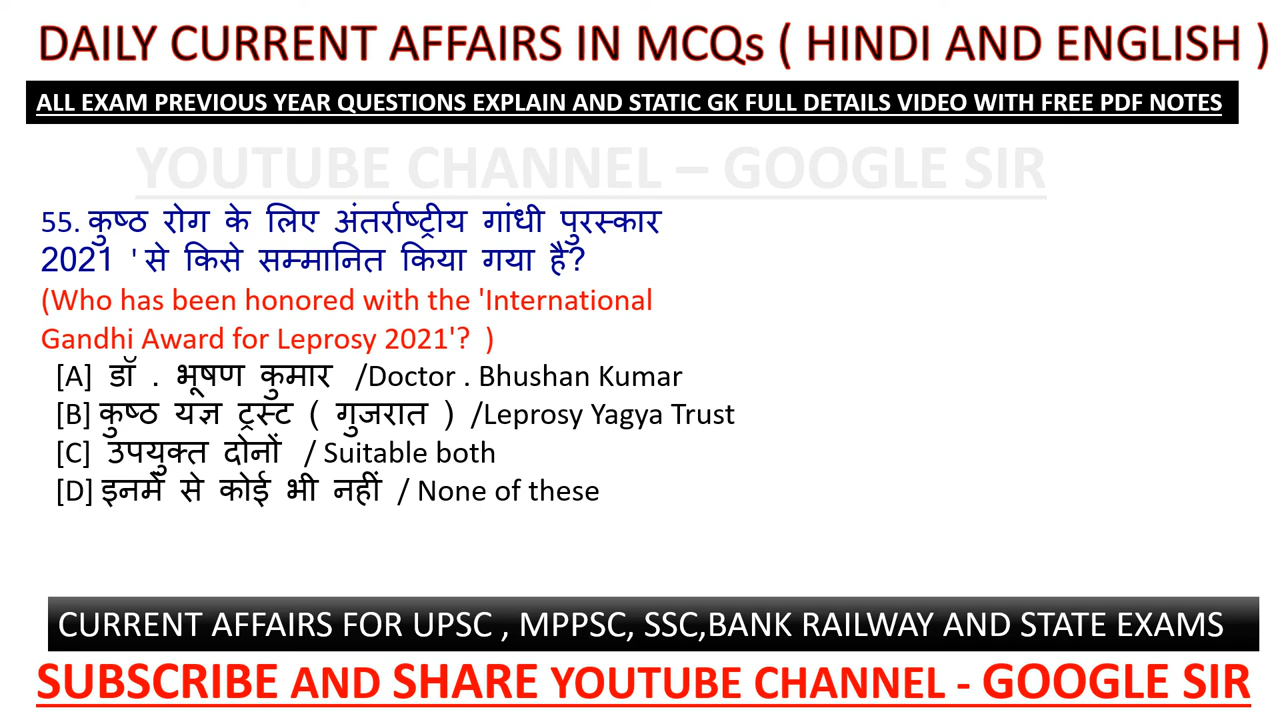 DAILY CURRENT AFFAIRS IN MCQs ( HINDI AND ENGLISH )
ALL EXAM PREVIOUS YEAR QUESTIONS EXPLAIN AND STATIC GK FULL DETAILS VIDEO WITH FREE PDF NOTES
YOUTUBE CHANNEL – GOOGLE SIR
55. कुष्ठ रोग के लिए अंतर्राष्ट्रीय गांधी पुरस्कार
2021 ' से किसे सम्मानित किया गया है?
(Who has been honored with the 'International
Gandhi Award for Leprosy 2021'? )
[A] डॉ . भूषण कुमार /Doctor . Bhushan Kumar
[B] कुष्ठ यज्ञ ट्रस्ट ( गुजरात ) /Leprosy Yagya Trust
[C] उपयुक्त दोनों / Suitable both
[D] इनमें से कोई भी नहीं / None of these
CURRENT AFFAIRS FOR UPSC , MPPSC, SSC,BANK RAILWAY AND STATE EXAMS
SUBSCRIBE AND SHARE YOUTUBE CHANNEL - GOOGLE SIR